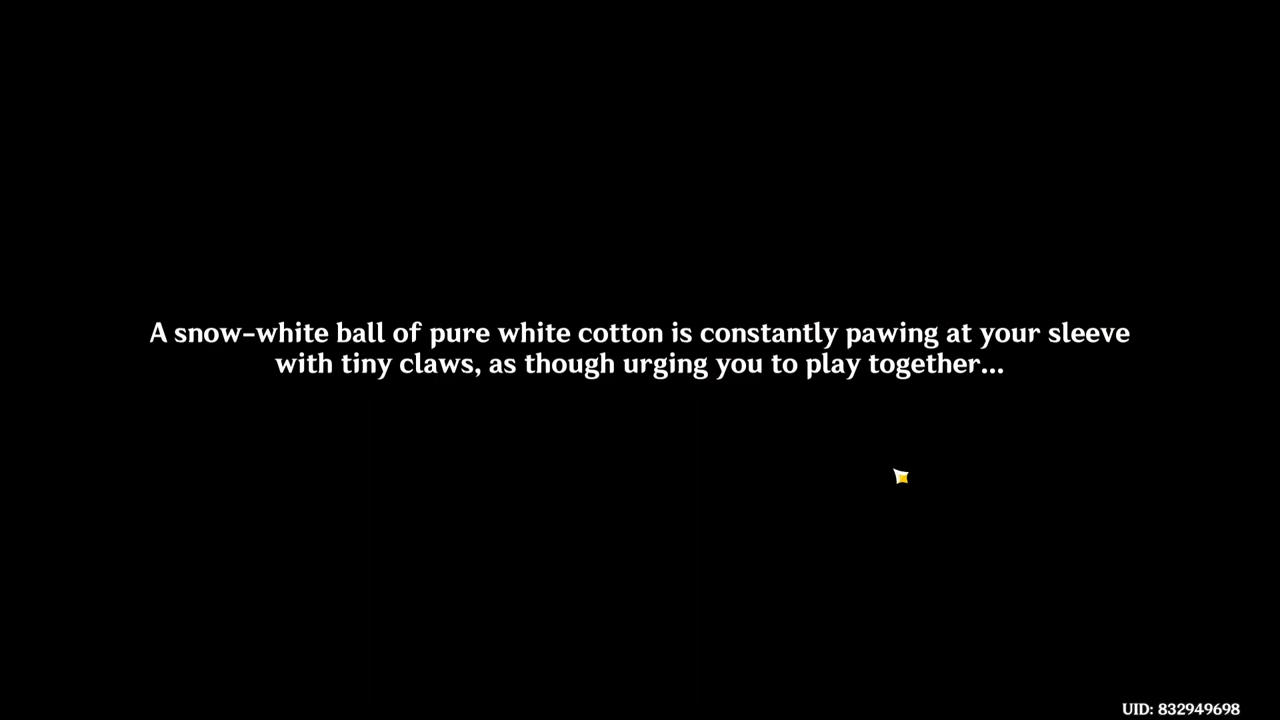 A snow-white ball of pure white cotton is constantly pawing at your sleeve
with tiny claws, as though urging you to play together...
UID: 832949698